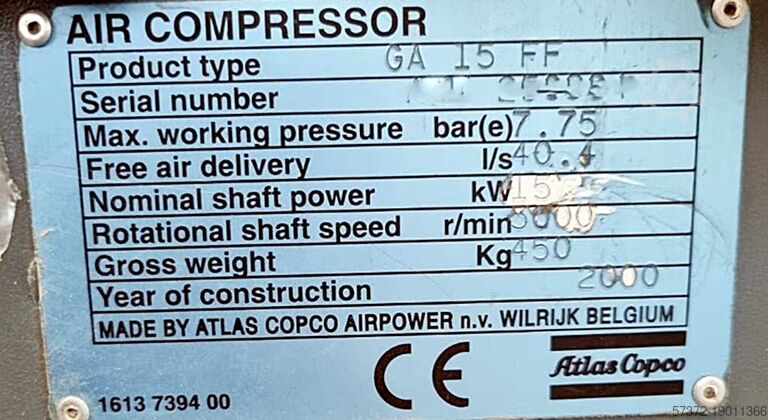 AIR COMPRESSOR
Product type GA 15 FF
Serial number
Max. working pressure bar(e) 7.75
Free air delivery l/s 40.4
Nominal shaft power kW 15
Rotational shaft speed r/min
Gross weight Kg 450
Year of construction 2000
MADE BY ATLAS COPCO AIRPOWER n.v. WILRIJK BELGIUM
CE
Atlas Copco
1613 7394 00
57372-19011366